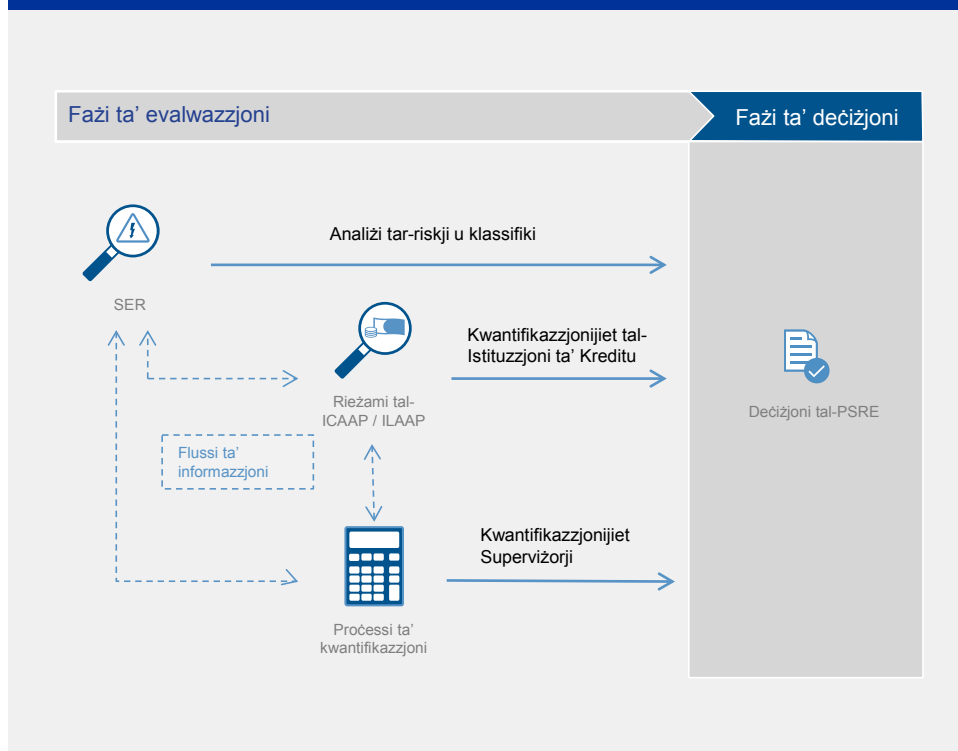 Fażi ta’ evalwazzjoni
Fażi ta’ deċiżjoni
Analiżi tar-riskji u klassifiki
SER
Kwantifikazzjonijiet tal-
Istituzzjoni ta’ Kreditu
Rieżami tal-
ICAAP / ILAAP
Deċiżjoni tal-PSRE
Flussi ta’
informazzjoni
Kwantifikazzjonijiet
Superviżorji
Proċessi ta’
kwantifikazzjoni